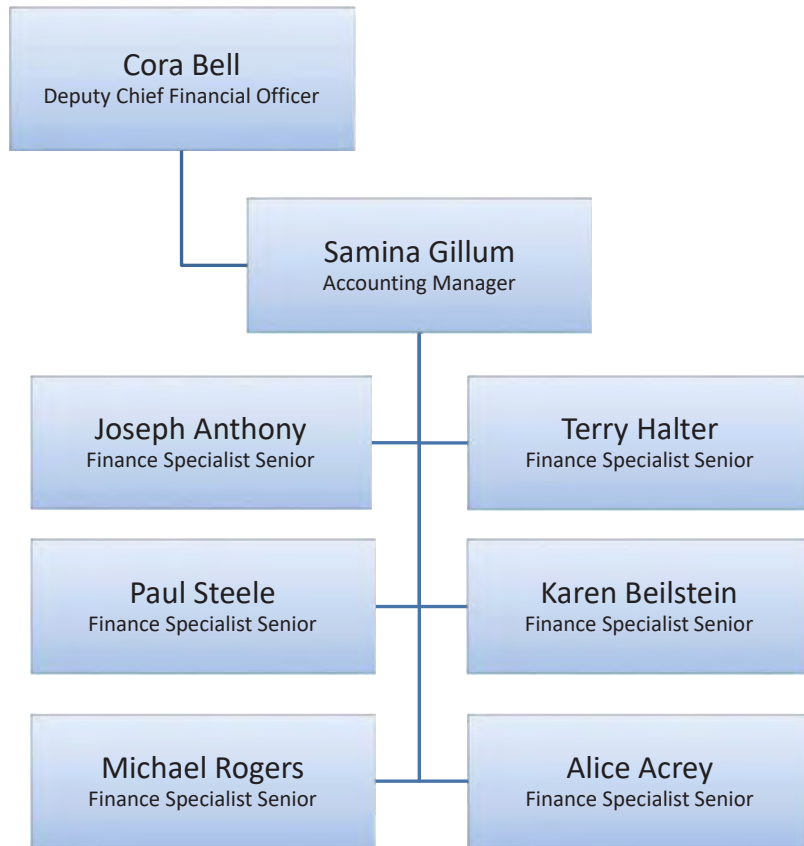 Cora Bell
Deputy Chief Financial Officer
Samina Gillum
Accounting Manager
Joseph Anthony
Finance Specialist Senior
Terry Halter
Finance Specialist Senior
Paul Steele
Finance Specialist Senior
Karen Beilstein
Finance Specialist Senior
Michael Rogers
Finance Specialist Senior
Alice Acrey
Finance Specialist Senior